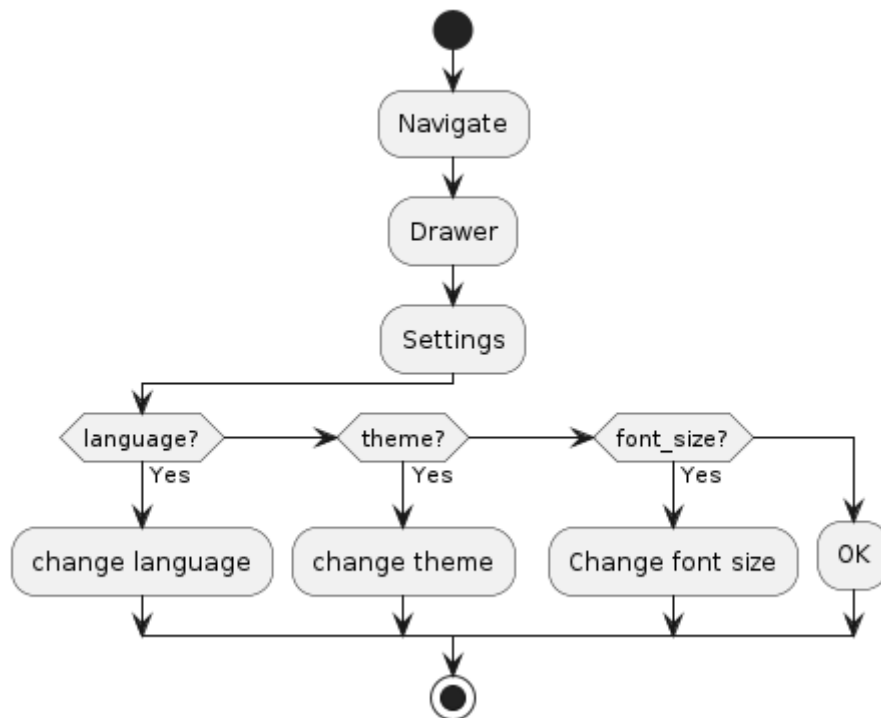 Navigate
Drawer
Settings
language?
theme?
font_size?
Yes
Yes
Yes
change language
change theme
Change font size
OK